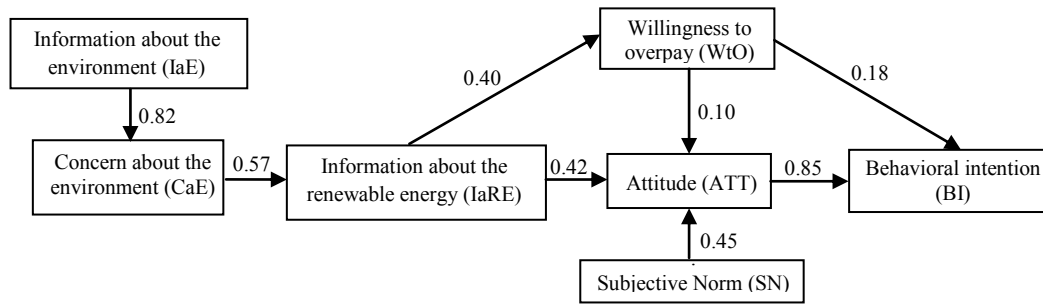 Information about the
environment (IaE)
Willingness to
overpay (WtO)
0.40
0.18
0.82
0.10
Concern about the
environment (CaE)
0.57
Information about the
renewable energy (IaRE)
0.42
Attitude (ATT)
0.85
Behavioral intention
(BI)
0.45
Subjective Norm (SN)